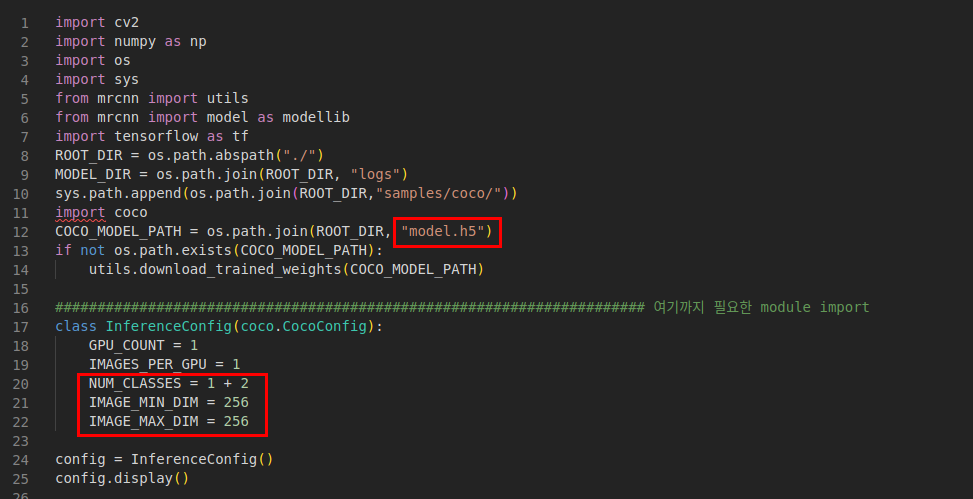 1 import cv2
2 import numpy as np
3 import os
4 import sys
5 from mrcnn import utils
6 from mrcnn import model as modellib
7 import tensorflow as tf
8 ROOT_DIR = os.path.abspath("./")
9 MODEL_DIR = os.path.join(ROOT_DIR, "logs")
10 sys.path.append(os.path.join(ROOT_DIR,"samples/coco/"))
11 import coco
12 COCO_MODEL_PATH = os.path.join(ROOT_DIR, "model.h5")
13 if not os.path.exists(COCO_MODEL_PATH):
14     utils.download_trained_weights(COCO_MODEL_PATH)
15
16 ###################################################################### 여기까지 필요한 module import
17 class InferenceConfig(coco.CocoConfig):
18     GPU_COUNT = 1
19     IMAGES_PER_GPU = 1
20     NUM_CLASSES = 1 + 2
21     IMAGE_MIN_DIM = 256
22     IMAGE_MAX_DIM = 256
23
24 config = InferenceConfig()
25 config.display()
26